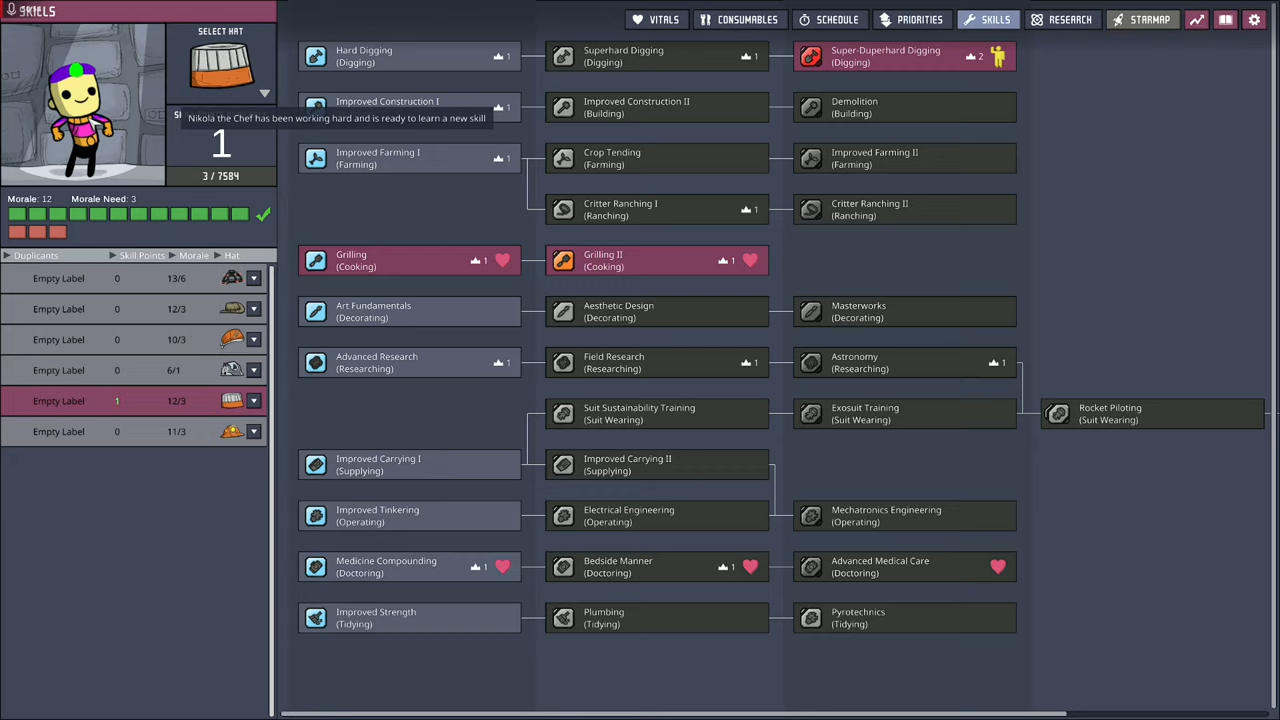 SKILLS
VITALS
CONSUMABLES
SCHEDULE
PRIORITIES
SKILLS
RESEARCH
STARMAP
SELECT HAT
Nikola the Chef has been working hard and is ready to learn a new skill
1
3 / 7584
Morale: 12
Morale Need: 3
Duplicants
Skill Points
Morale
Hat
Empty Label 0 13/6
Empty Label 0 12/3
Empty Label 0 10/3
Empty Label 0 6/1
Empty Label 1 12/3
Empty Label 0 11/3
Hard Digging 1
(Digging)
Superhard Digging 1
(Digging)
Super-Duperhard Digging 2
(Digging)
Improved Construction I 1
Improved Construction II
(Building)
Demolition
(Building)
Improved Farming I 1
(Farming)
Crop Tending
(Farming)
Improved Farming II
(Farming)
Critter Ranching I 1
(Ranching)
Critter Ranching II
(Ranching)
Grilling 1
(Cooking)
Grilling II 1
(Cooking)
Art Fundamentals
(Decorating)
Aesthetic Design
(Decorating)
Masterworks
(Decorating)
Advanced Research 1
(Researching)
Field Research 1
(Researching)
Astronomy 1
(Researching)
Suit Sustainability Training
(Suit Wearing)
Exosuit Training
(Suit Wearing)
Rocket Piloting
(Suit Wearing)
Improved Carrying I
(Supplying)
Improved Carrying II
(Supplying)
Improved Tinkering
(Operating)
Electrical Engineering
(Operating)
Mechatronics Engineering
(Operating)
Medicine Compounding 1
(Doctoring)
Bedside Manner 1
(Doctoring)
Advanced Medical Care
(Doctoring)
Improved Strength
(Tidying)
Plumbing
(Tidying)
Pyrotechnics
(Tidying)